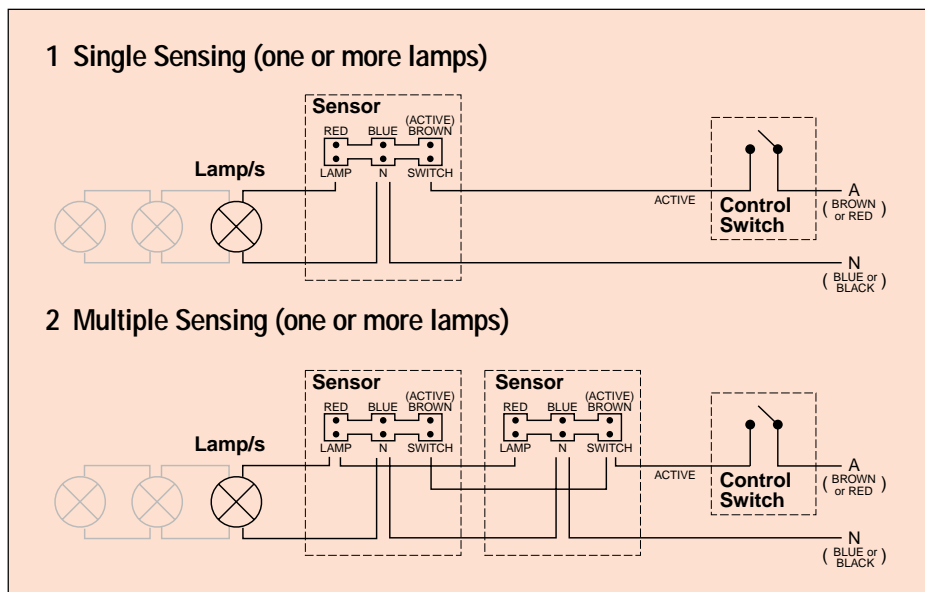 1 Single Sensing (one or more lamps)
Sensor
(ACTIVE)
RED BLUE BROWN
LAMP N SWITCH
Lamp/s
ACTIVE
Control
Switch
A
( BROWN
or RED )
N
( BLUE or
BLACK )
2 Multiple Sensing (one or more lamps)
Sensor
(ACTIVE)
RED BLUE BROWN
LAMP N SWITCH
Sensor
(ACTIVE)
RED BLUE BROWN
LAMP N SWITCH
Lamp/s
ACTIVE
Control
Switch
A
( BROWN
or RED )
N
( BLUE or
BLACK )